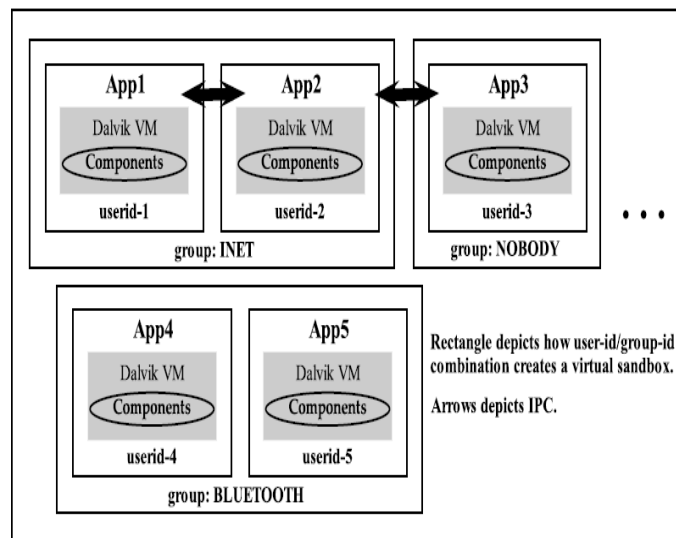 App1
Dalvik VM
Components
userid-1
App2
Dalvik VM
Components
userid-2
group: INET
App3
Dalvik VM
Components
userid-3
group: NOBODY
. . .
App4
Dalvik VM
Components
userid-4
App5
Dalvik VM
Components
userid-5
group: BLUETOOTH
Rectangle depicts how user-id/group-id
combination creates a virtual sandbox.
Arrows depicts IPC.